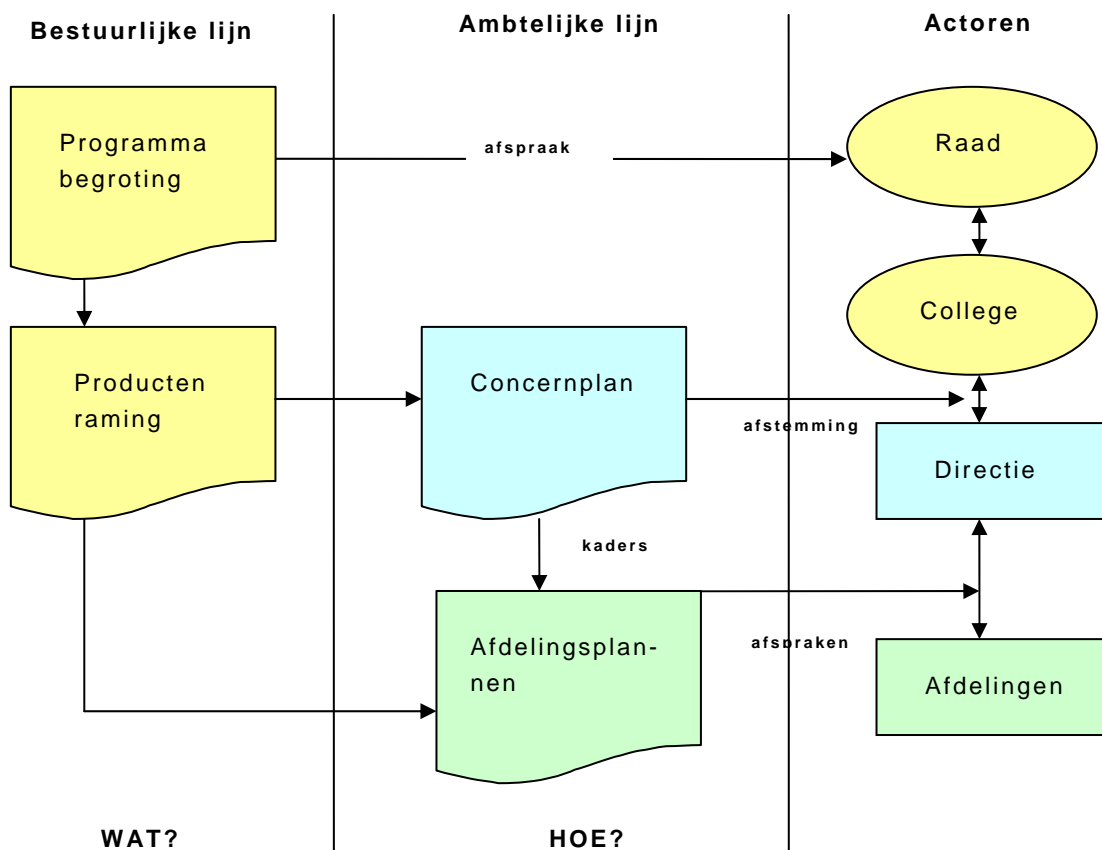 Bestuurlijke lijn
Ambtelijke lijn
Actoren
Programma
begroting
afspraak
Raad
College
Producten
raming
Concernplan
afstemming
Directie
kaders
Afdelingsplan-
nen
afspraken
Afdelingen
WAT?
HOE?